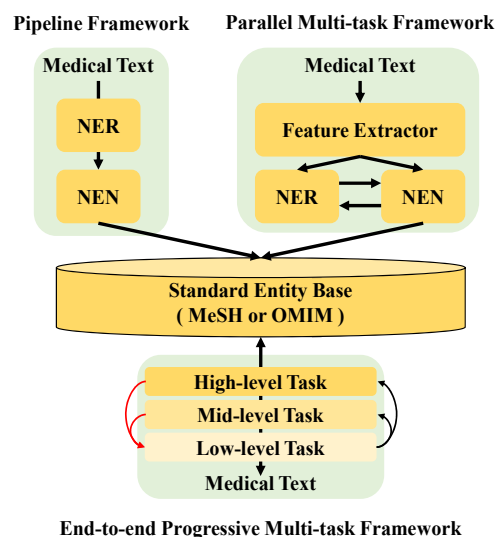 Pipeline Framework
Medical Text
NER
NEN
Parallel Multi-task Framework
Medical Text
Feature Extractor
NER
NEN
Standard Entity Base
( MeSH or OMIM )
High-level Task
Mid-level Task
Low-level Task
Medical Text
End-to-end Progressive Multi-task Framework